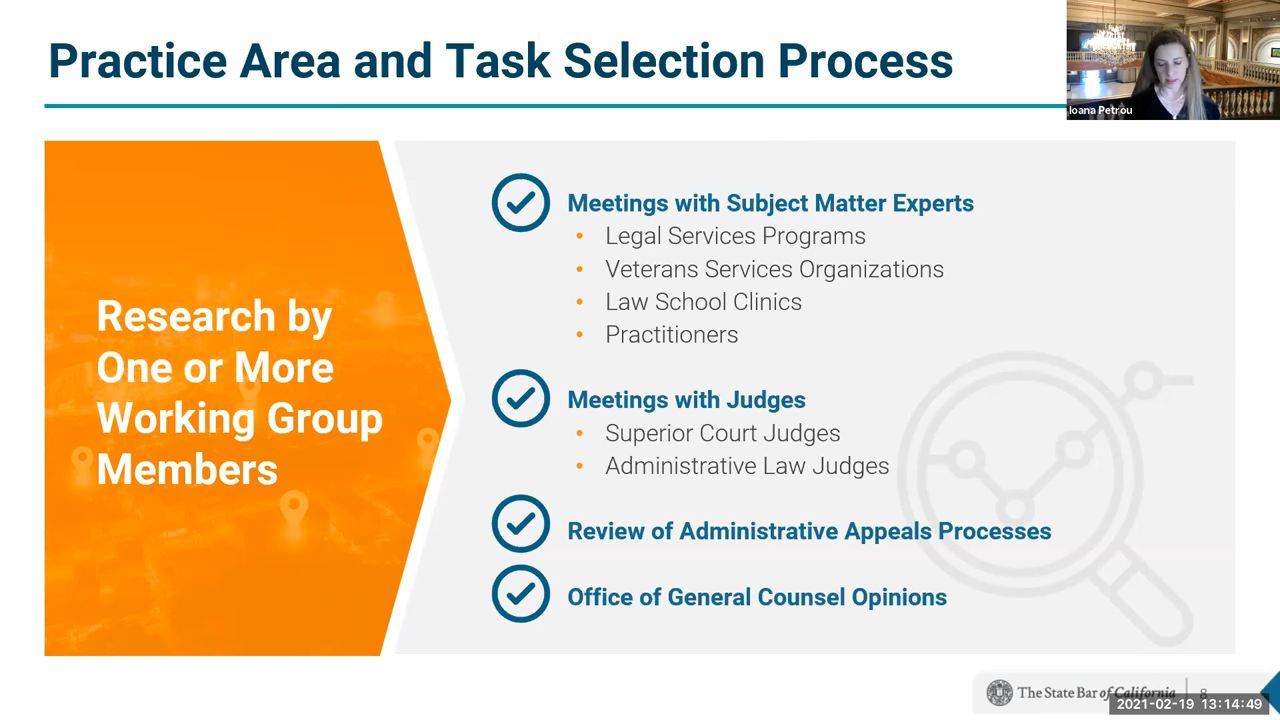 Practice Area and Task Selection Process
Ioana Petrou
Research by
One or More
Working Group
Members
Meetings with Subject Matter Experts
• Legal Services Programs
• Veterans Services Organizations
• Law School Clinics
• Practitioners
Meetings with Judges
• Superior Court Judges
• Administrative Law Judges
Review of Administrative Appeals Processes
Office of General Counsel Opinions
The State Bar of California
8
2021-02-19 13:14:49